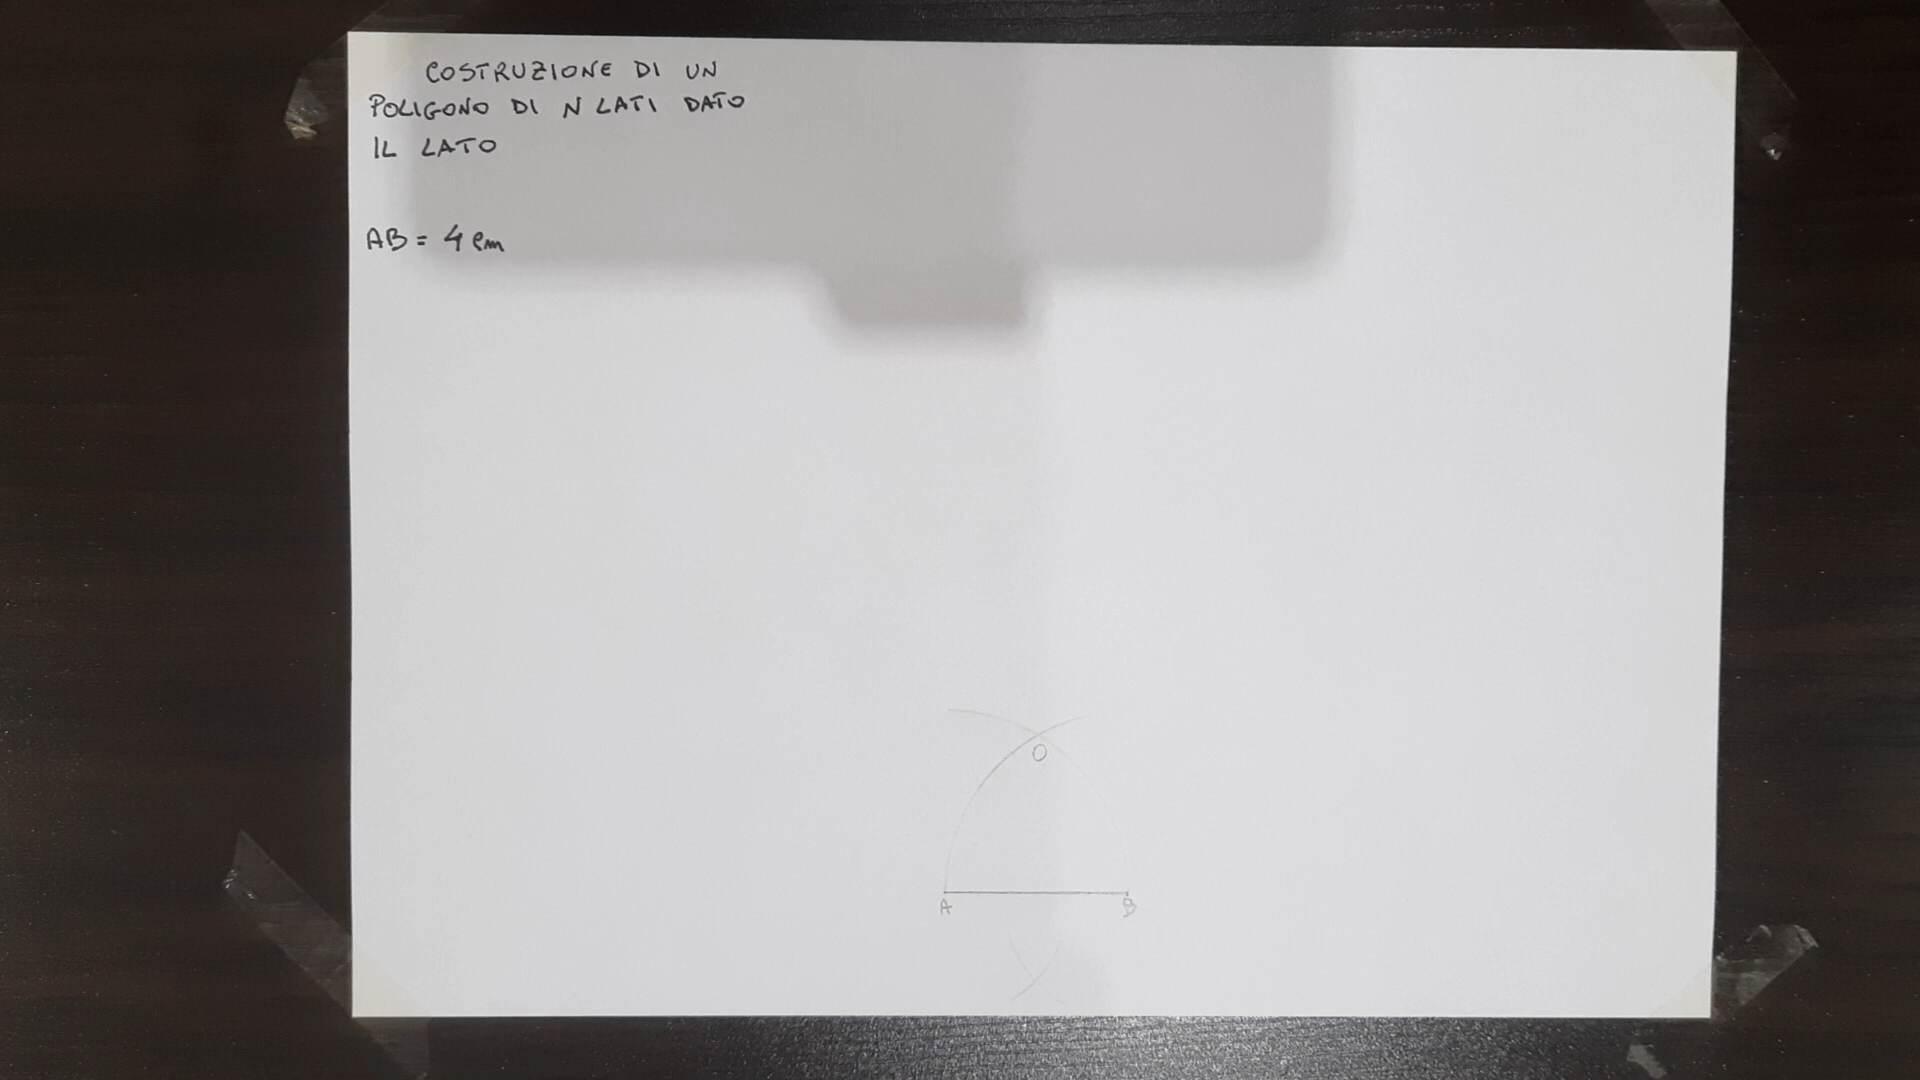 COSTRUZIONE DI UN
POLIGONO DI N LATI DATO
IL LATO
AB = 4 cm
O
A B